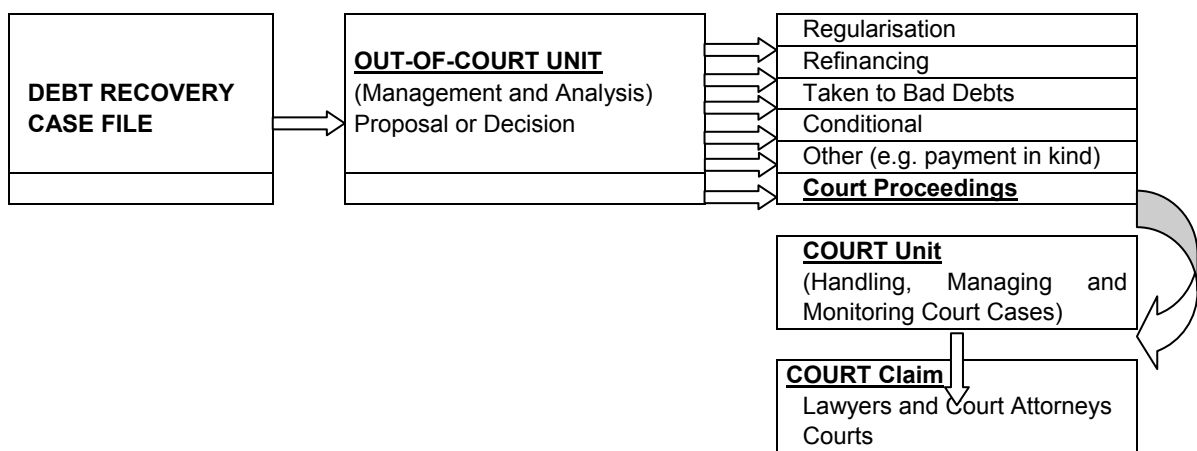 DEBT RECOVERY
CASE FILE
OUT-OF-COURT UNIT
(Management and Analysis)
Proposal or Decision
Regularisation
Refinancing
Taken to Bad Debts
Conditional
Other (e.g. payment in kind)
Court Proceedings
COURT Unit
(Handling, Managing and
Monitoring Court Cases)
COURT Claim
Lawyers and Court Attorneys
Courts